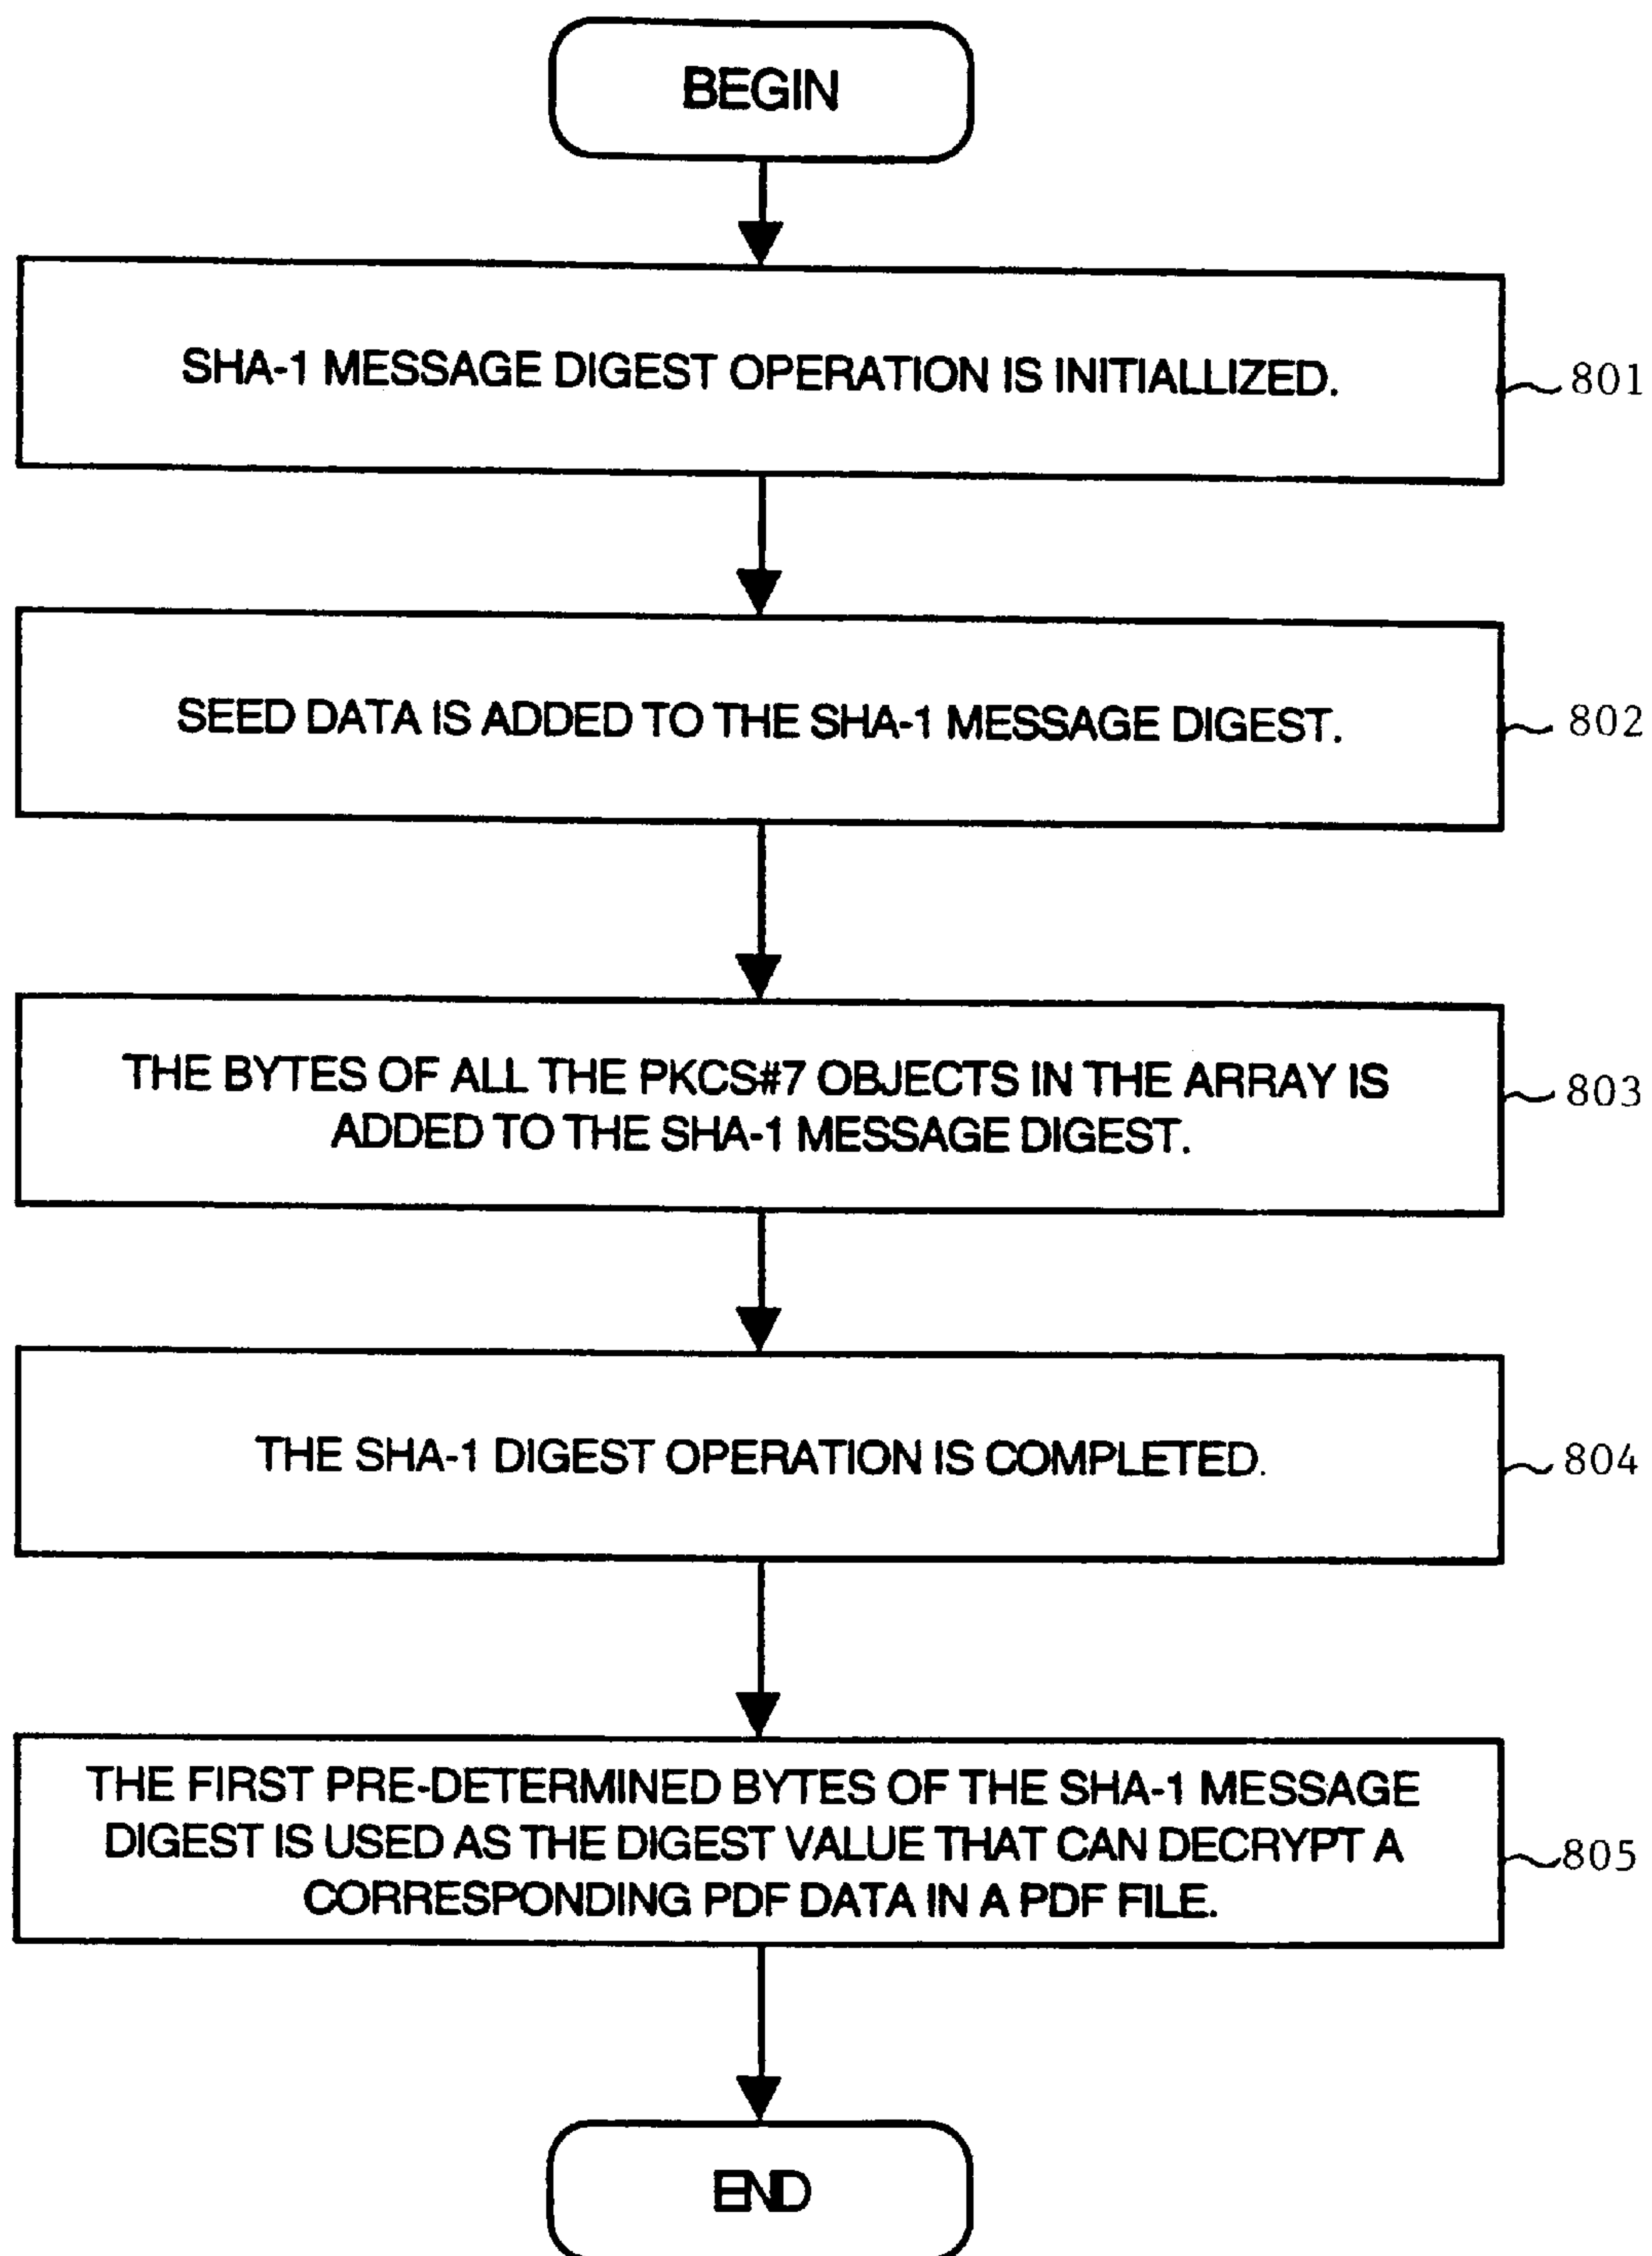 BEGIN
SHA-1 MESSAGE DIGEST OPERATION IS INITIALLIZED.
801
SEED DATA IS ADDED TO THE SHA-1 MESSAGE DIGEST.
802
THE BYTES OF ALL THE PKCS#7 OBJECTS IN THE ARRAY IS
ADDED TO THE SHA-1 MESSAGE DIGEST.
803
THE SHA-1 DIGEST OPERATION IS COMPLETED.
804
THE FIRST PRE-DETERMINED BYTES OF THE SHA-1 MESSAGE
DIGEST IS USED AS THE DIGEST VALUE THAT CAN DECRYPT A
CORRESPONDING PDF DATA IN A PDF FILE.
805
END